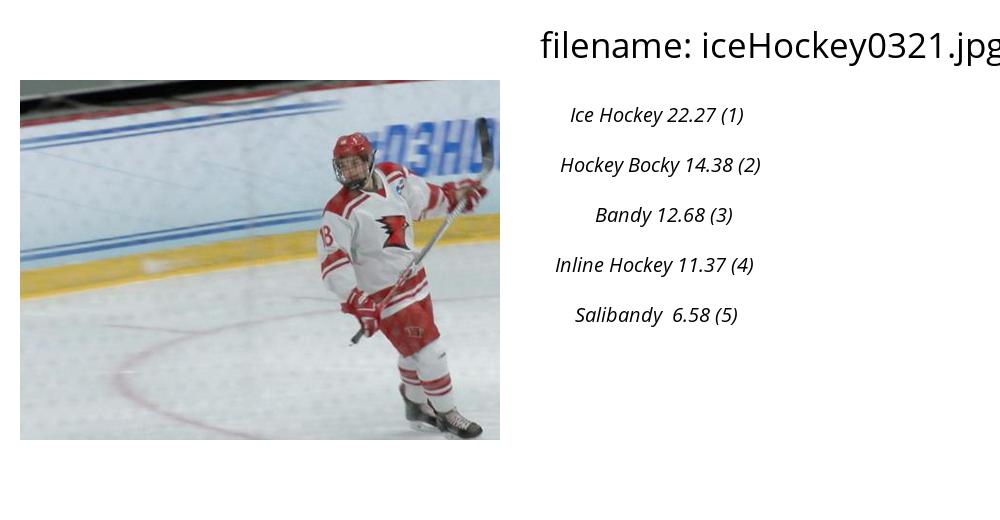 filename: iceHockey0321.jpg
Ice Hockey 22.27 (1)
Hockey Bocky 14.38 (2)
Bandy 12.68 (3)
Inline Hockey 11.37 (4)
Salibandy 6.58 (5)
18